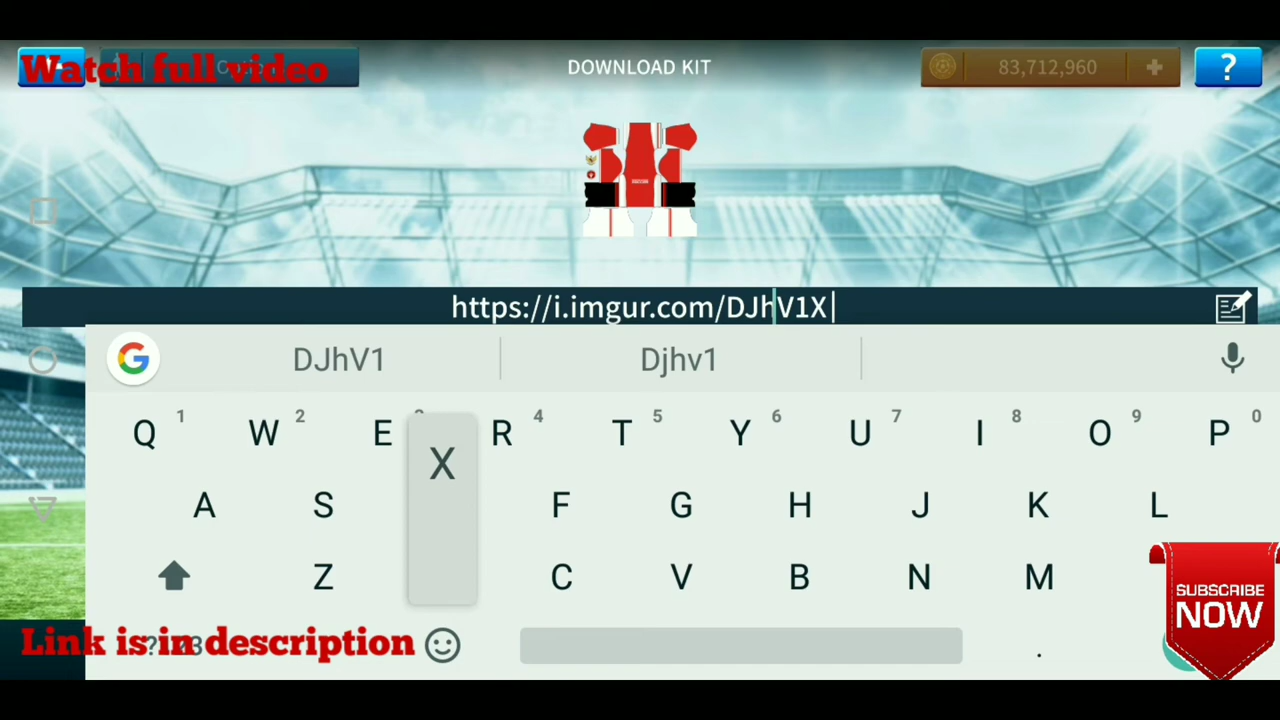 Watch full video
DOWNLOAD KIT
83,712,960
+
?
https://i.imgur.com/DJhV1X
G
DJhV1
Djhv1
Q 1 W 2 E R 4 T 5 Y 6 U 7 I 8 O 9 P 0
X
A S F G H J K L
Z C V B N M
SUBSCRIBE
NOW
Link is in description
.